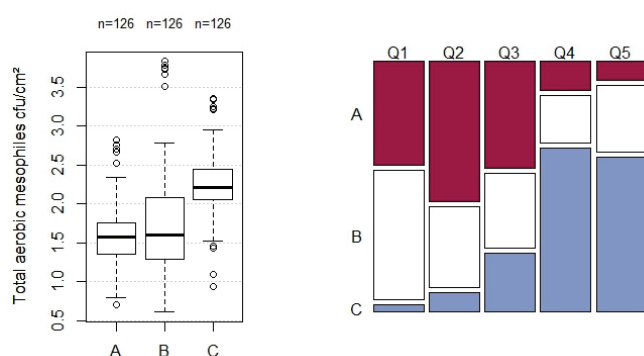 n=126 n=126 n=126
Total aerobic mesophiles cfu/cm²
3.5
3.0
2.5
2.0
1.5
1.0
0.5
A B C
Q1 Q2 Q3 Q4 Q5
A
B
C